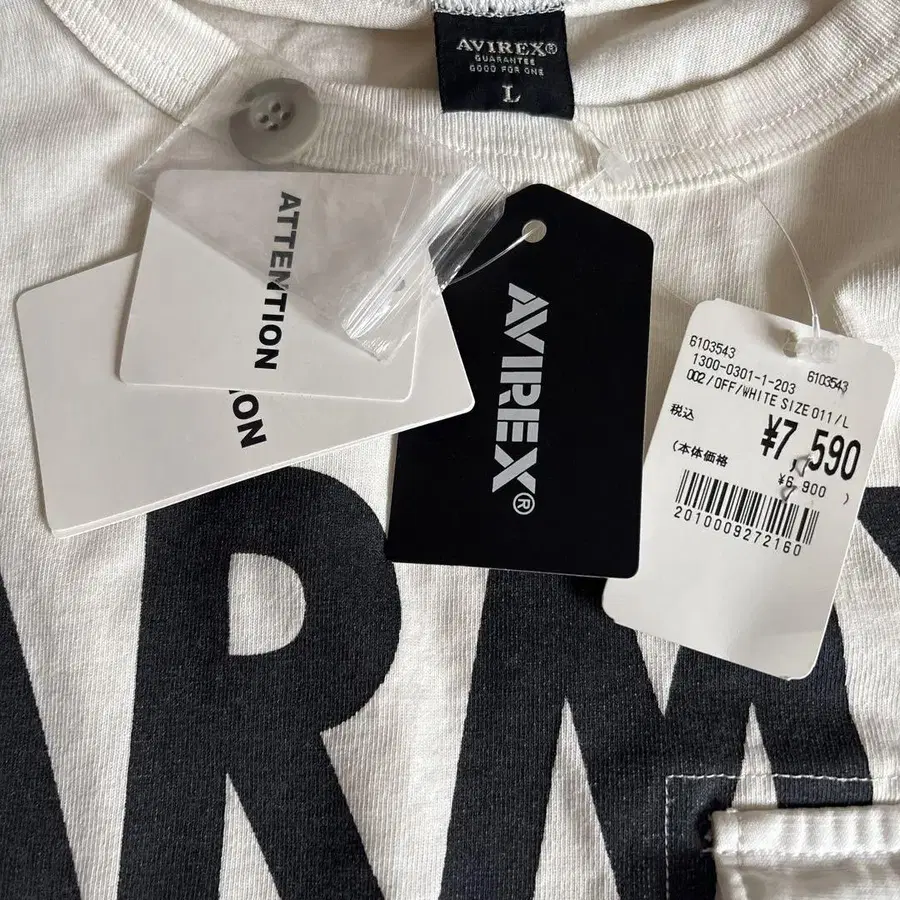 AVIREX®
GUARANTEE
GOOD FOR ONE
L
ATTENTION
ION
AVIREX®
6103543
1300-0301-1-203 6103543
002/OFF/WHITE SIZE 011/L
税込
¥7,590
(本体価格 ¥6,900 )
2010009272160
ARMY